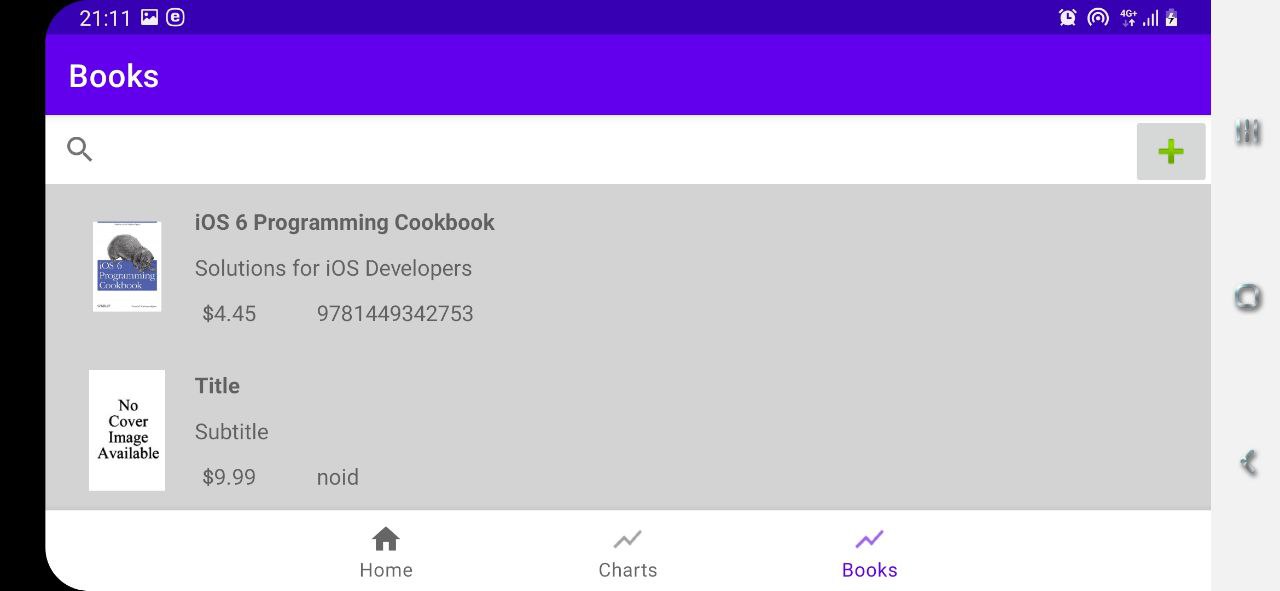 21:11
4G+
Books
iOS 6 Programming Cookbook
iOS 6
Programming
Cookbook
Solutions for iOS Developers
$4.45 9781449342753
Title
No
Cover
Image
Available
Subtitle
$9.99 noid
Home Charts Books